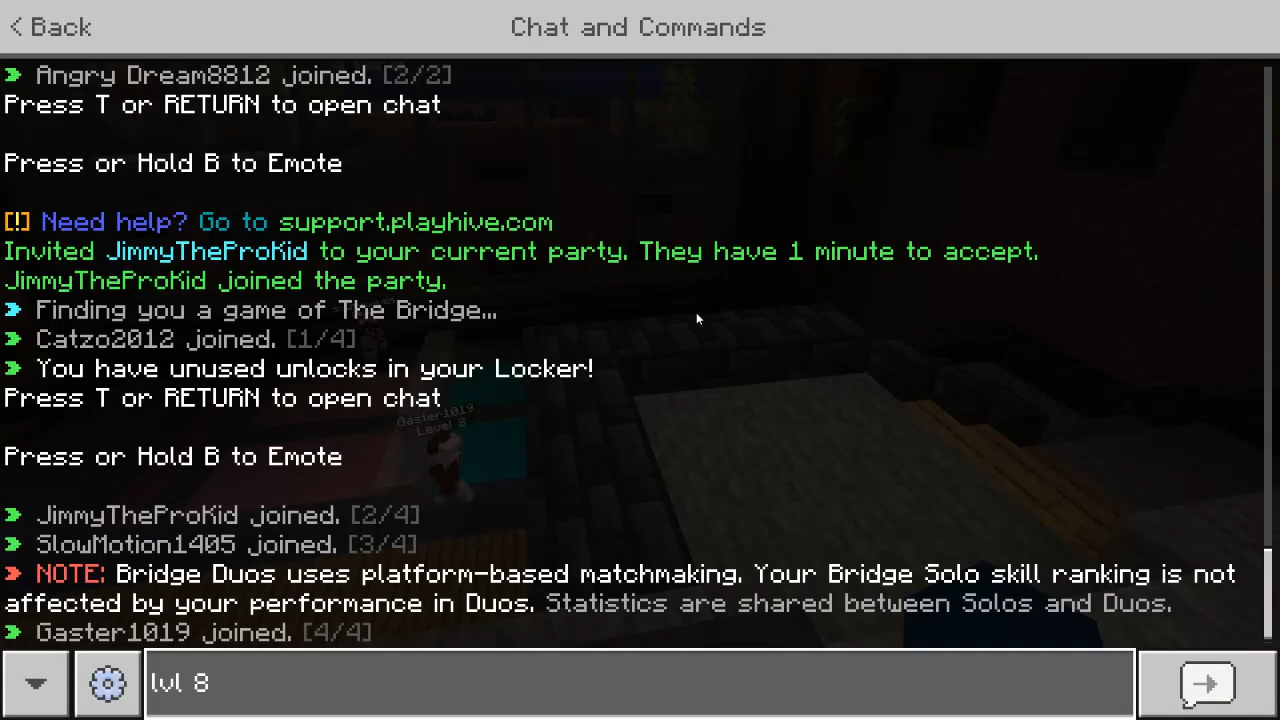 < Back
Chat and Commands
Angry Dream8812 joined. [2/2]
Press T or RETURN to open chat
Press or Hold B to Emote
[!] Need help? Go to support.playhive.com
Invited JimmyTheProKid to your current party. They have 1 minute to accept.
JimmyTheProKid joined the party.
Finding you a game of The Bridge...
Catzo2012 joined. [1/4]
You have unused unlocks in your Locker!
Press T or RETURN to open chat
Gaster1019
Level 8
Press or Hold B to Emote
JimmyTheProKid joined. [2/4]
SlowMotion1405 joined. [3/4]
NOTE: Bridge Duos uses platform-based matchmaking. Your Bridge Solo skill ranking is not
affected by your performance in Duos. Statistics are shared between Solos and Duos.
Gaster1019 joined. [4/4]
lvl 8